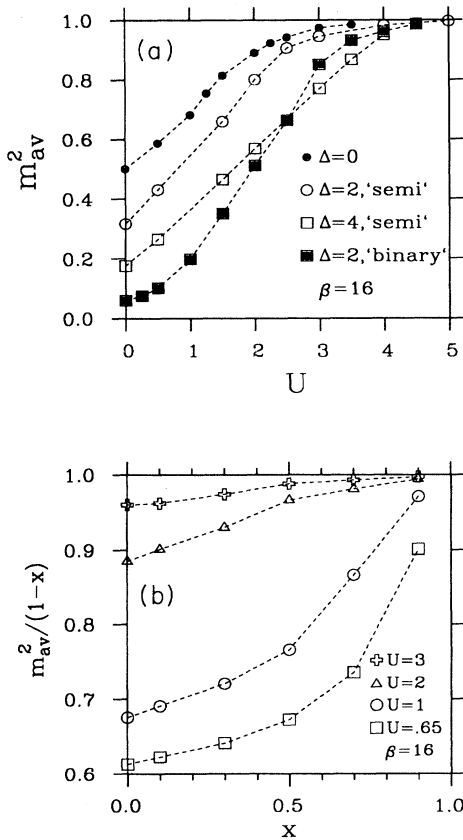 1.0
(a)
0.8
0.6
m²av
Δ=0
0.4
Δ=2,'semi'
Δ=4,'semi'
0.2
Δ=2,'binary'
β=16
0.0
0 1 2 3 4 5
U
1.0
0.9
m²av/(1-x)
(b)
0.8
U=3
0.7
U=2
U=1
U=.65
β=16
0.6
0.0 0.5 1.0
x